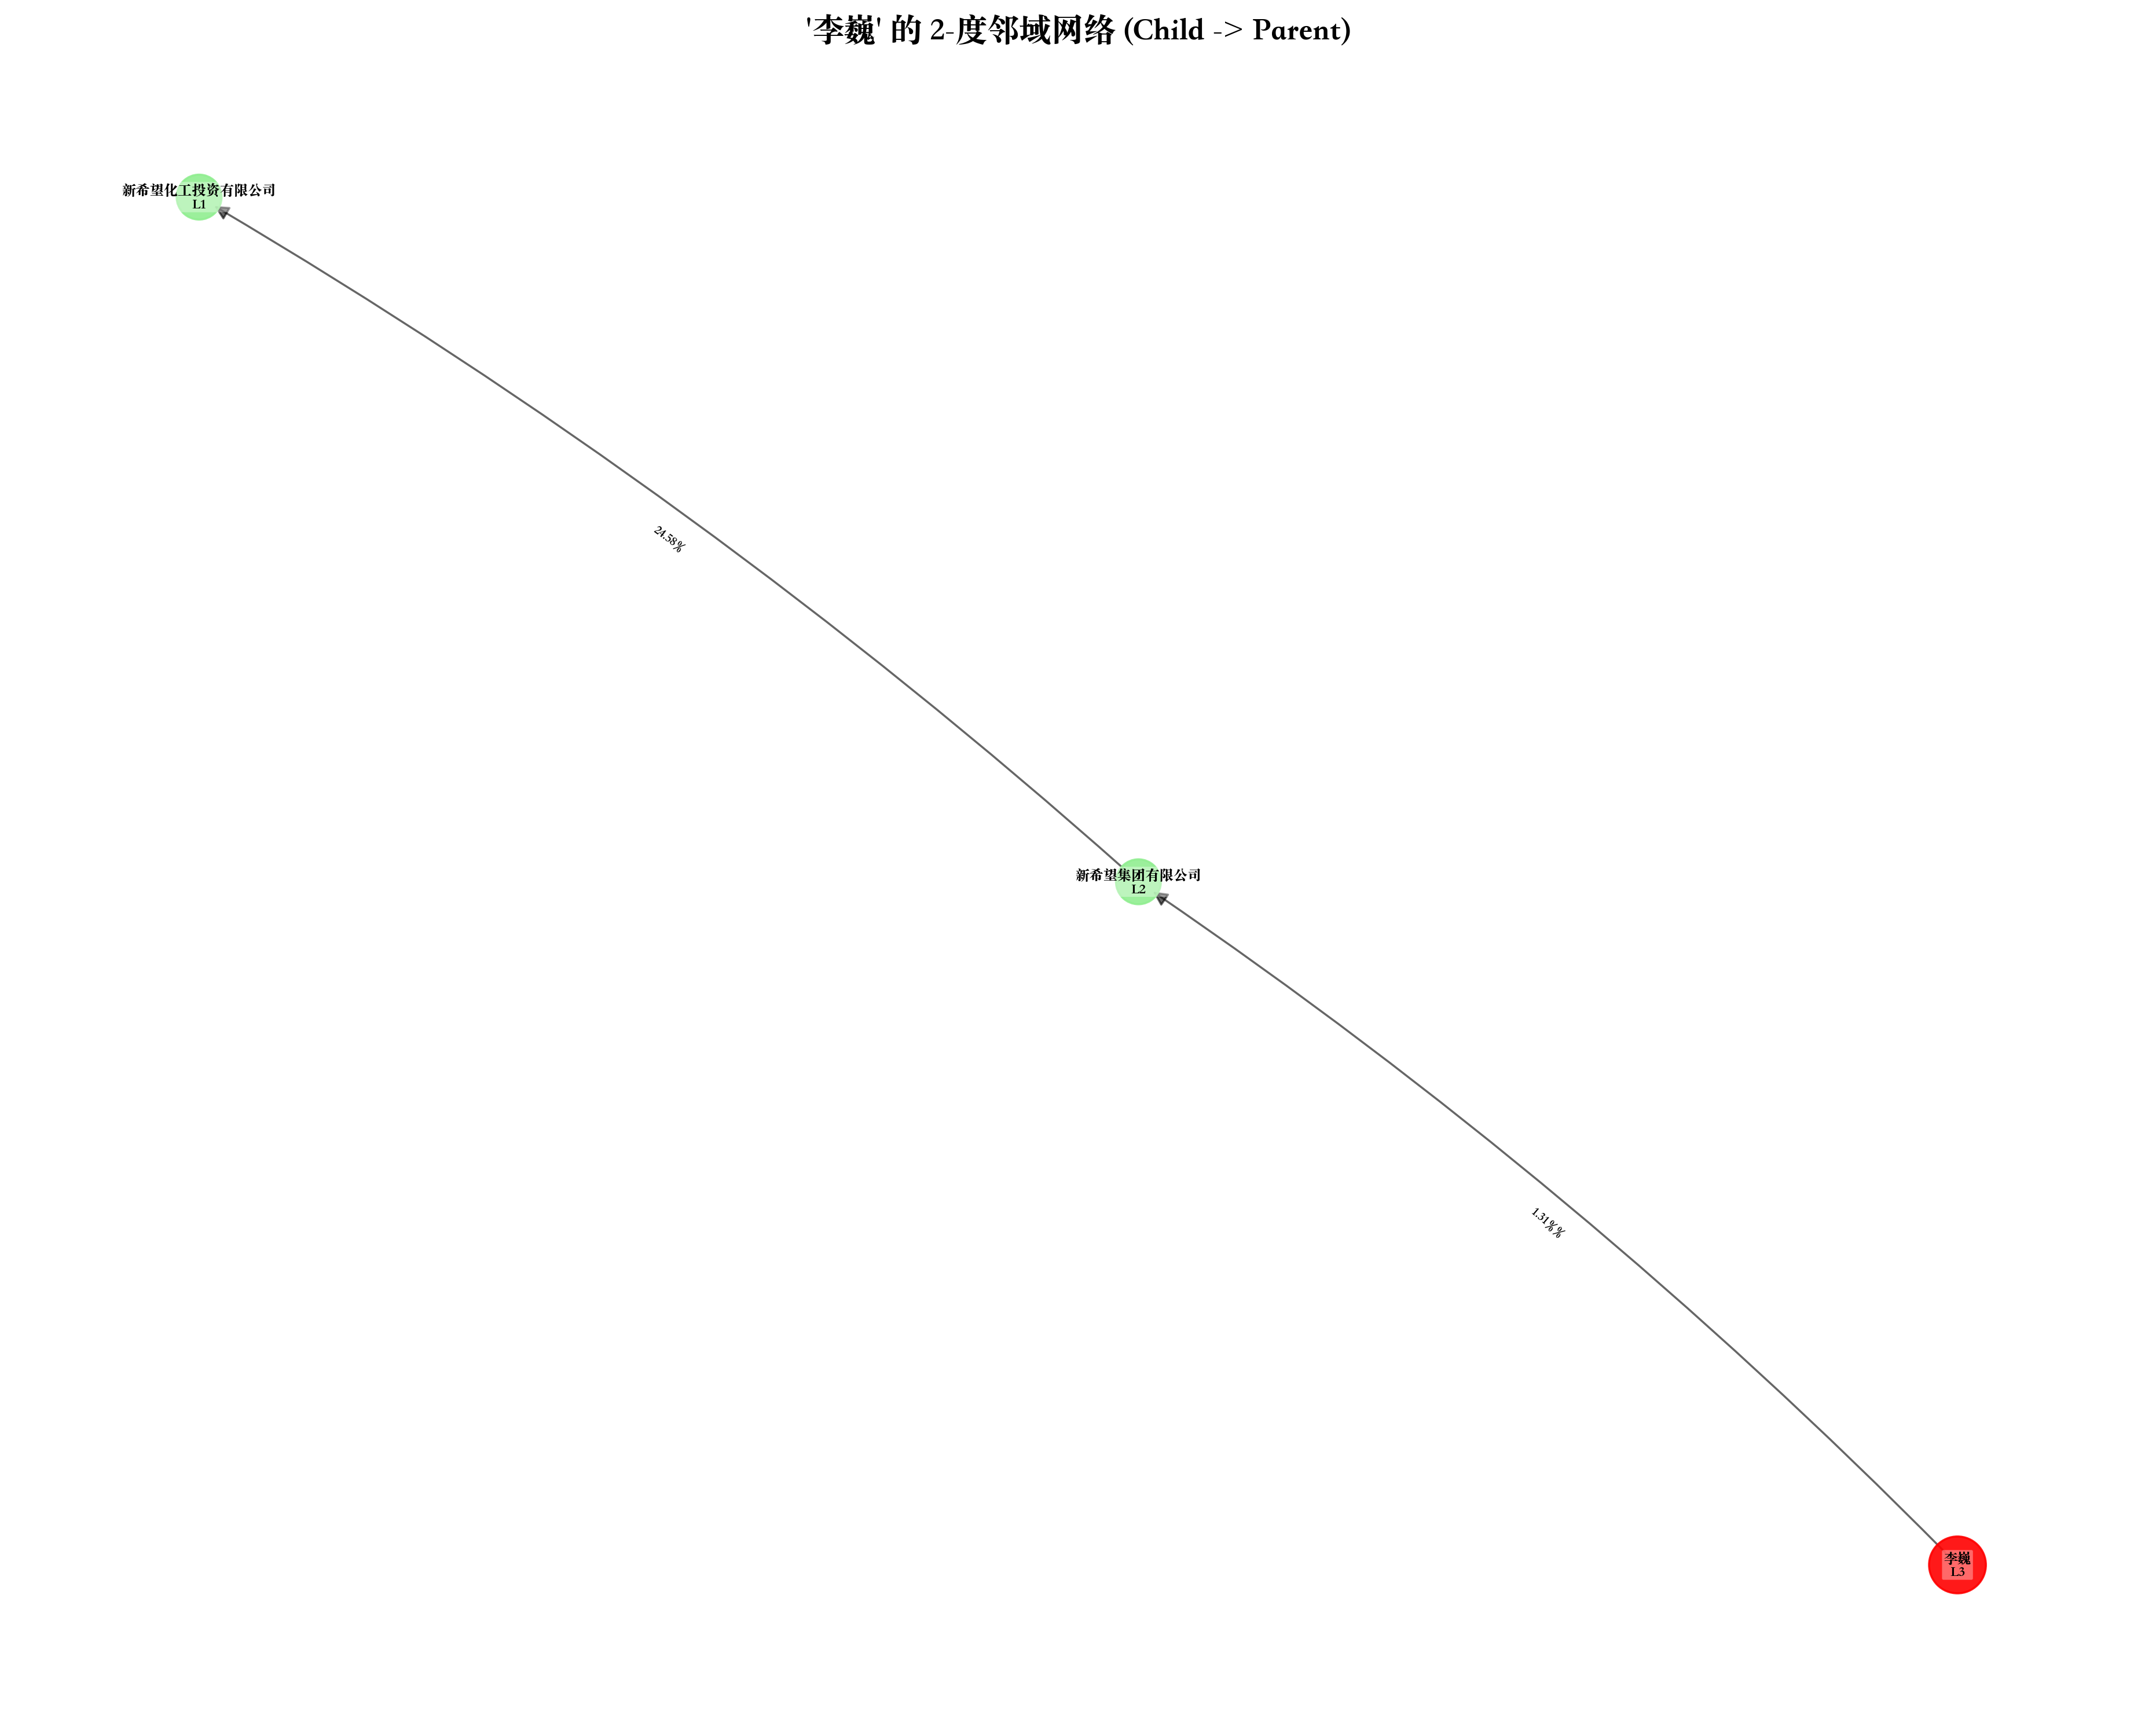 '李巍' 的 2-度邻域网络 (Child -> Parent)
新希望化工投资有限公司
L1
24.58%
新希望集团有限公司
L2
1.31%%
李巍
L3